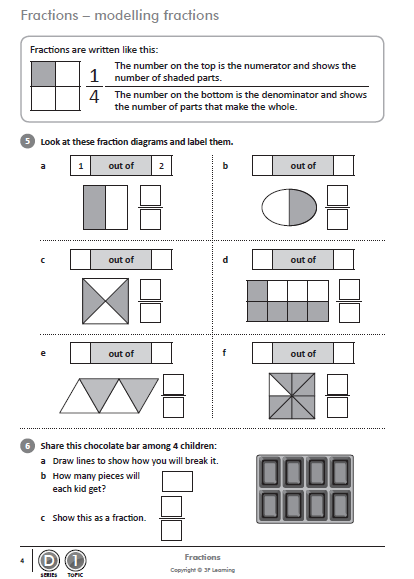 Fractions – modelling fractions
Fractions are written like this:
1
4
The number on the top is the numerator and shows the
number of shaded parts.
The number on the bottom is the denominator and shows
the number of parts that make the whole.
5 Look at these fraction diagrams and label them.
a 1 out of 2
b out of
c out of
d out of
e out of
f out of
6 Share this chocolate bar among 4 children:
a Draw lines to show how you will break it.
b How many pieces will
each kid get?
c Show this as a fraction.
4
D
SERIES
1
TOPIC
Fractions
Copyright © 3P Learning